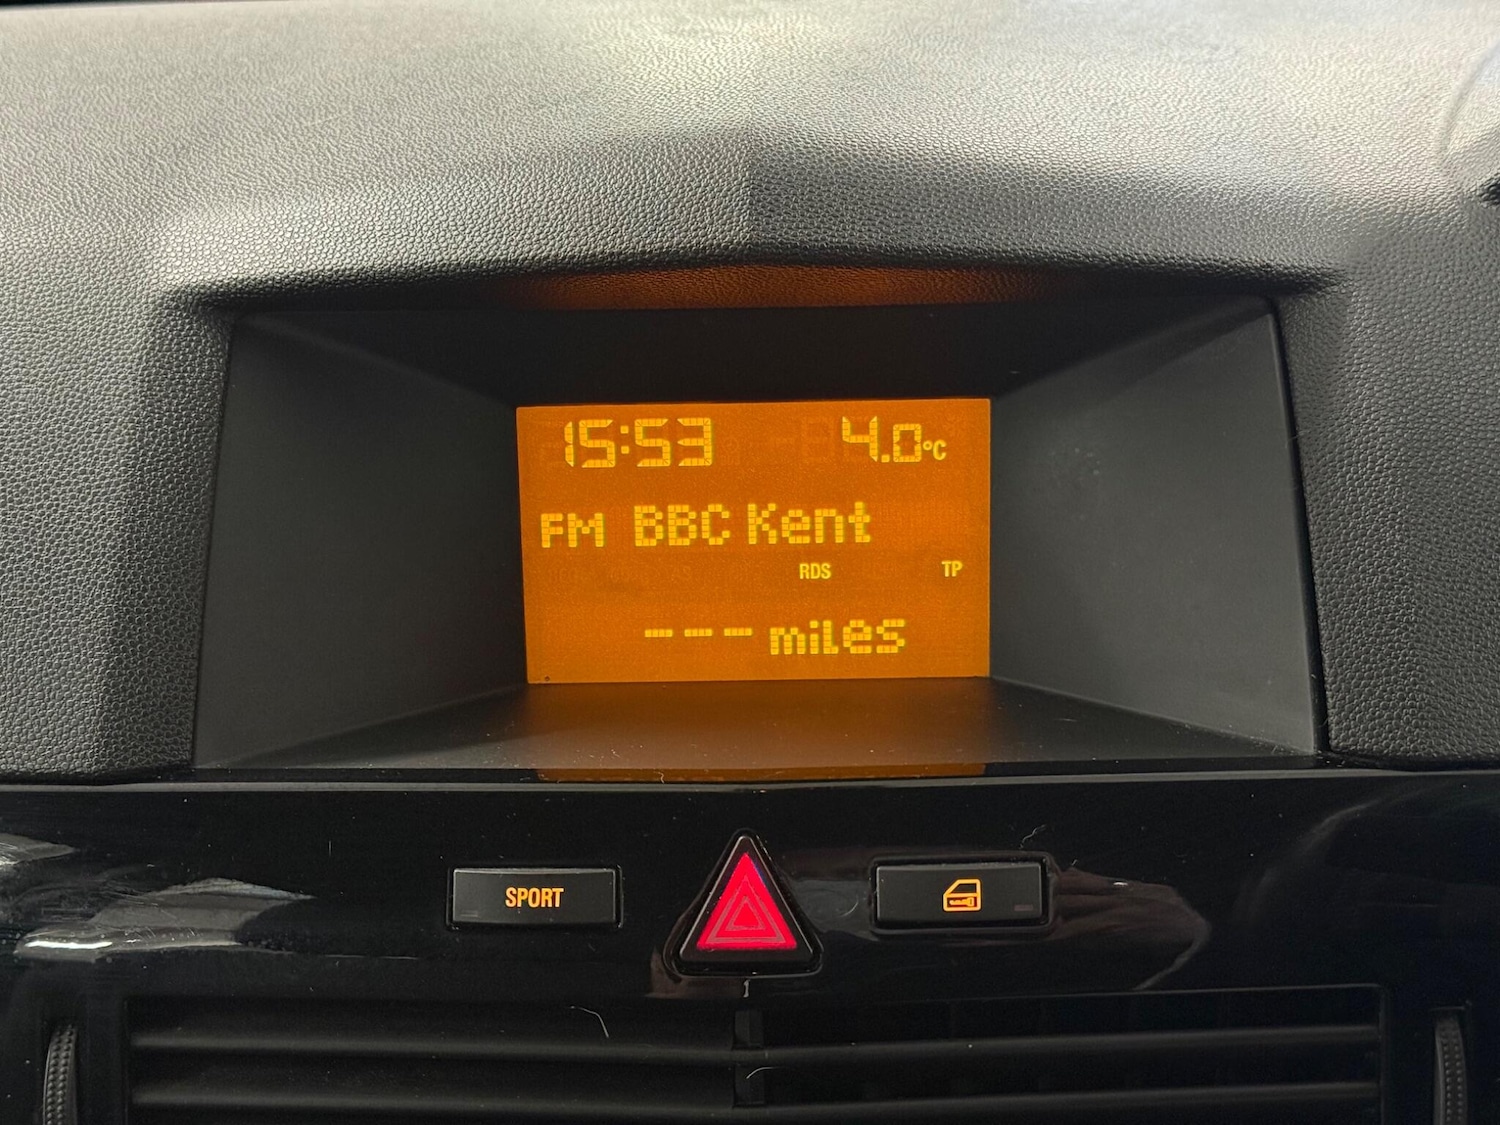 15:53 4.0°C
FM BBC Kent
RDS TP
--- miles
SPORT